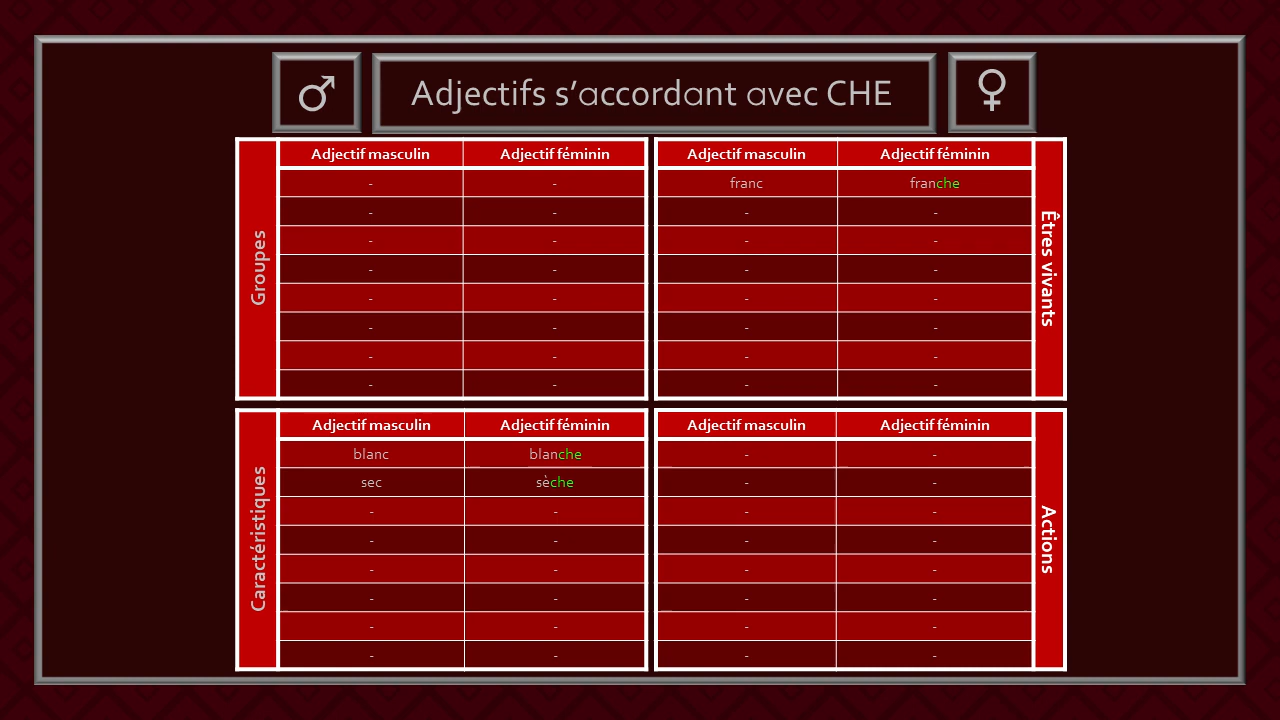 ♂ Adjectifs s’accordant avec CHE ♀
Groupes
Adjectif masculin Adjectif féminin
- -
- -
- -
- -
- -
- -
- -
- -
Adjectif masculin Adjectif féminin
franc franche
- -
- -
- -
- -
- -
- -
- -
Êtres vivants
Caractéristiques
Adjectif masculin Adjectif féminin
blanc blanche
sec sèche
- -
- -
- -
- -
- -
- -
Adjectif masculin Adjectif féminin
- -
- -
- -
- -
- -
- -
- -
- -
Actions